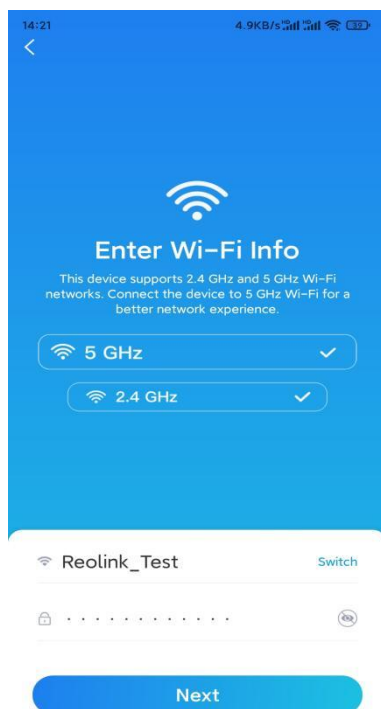 14:21 4.9KB/s 39
Enter Wi-Fi Info
This device supports 2.4 GHz and 5 GHz Wi-Fi
networks. Connect the device to 5 GHz Wi-Fi for a
better network experience.
5 GHz
2.4 GHz
Reolink_Test Switch
· · · · · · · · · · · ·
Next